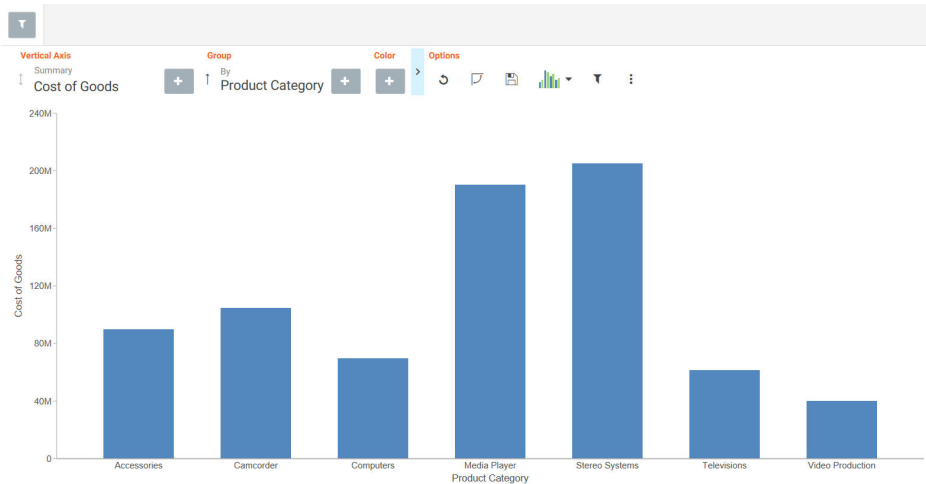 Vertical Axis Group Color Options
Summary By
Cost of Goods Product Category
240M
200M
160M
120M
80M
40M
0
Cost of Goods
Accessories Camcorder Computers Media Player Stereo Systems Televisions Video Production
Product Category